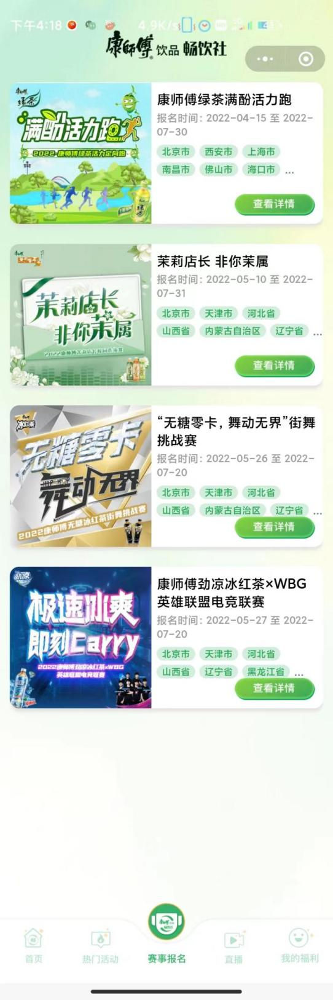 下午4:18
4.9K/s
康師傅 饮品 畅饮社
康师傅
绿茶
满酚活力跑
2022-康师傅绿茶活力定向跑
康师傅绿茶满酚活力跑
报名时间: 2022-04-15 至 2022-
07-30
北京市 西安市 上海市
南昌市 佛山市 海口市 ...
查看详情
茉莉店长
非你茉属
茉莉店长 非你茉属
报名时间: 2022-05-10 至 2022-
07-31
北京市 天津市 河北省
山西省 内蒙古自治区 辽宁省 ...
查看详情
冰红茶
无糖零卡
HIP-HOP
舞动无界
2022康师傅无糖冰红茶街舞挑战赛
“无糖零卡, 舞动无界”街舞
挑战赛
报名时间: 2022-05-26 至 2022-
07-20
北京市 天津市 河北省
山西省 内蒙古自治区 辽宁省 ...
查看详情
劲凉
极速冰爽
即刻Carry
2022康师傅劲凉冰红茶×WBG
英雄联盟电竞联赛
康师傅劲凉冰红茶×WBG
英雄联盟电竞联赛
报名时间: 2022-05-27 至 2022-
07-20
北京市 天津市 河北省
山西省 辽宁省 黑龙江省 ...
查看详情
首页 热门活动 赛事报名 直播 我的福利